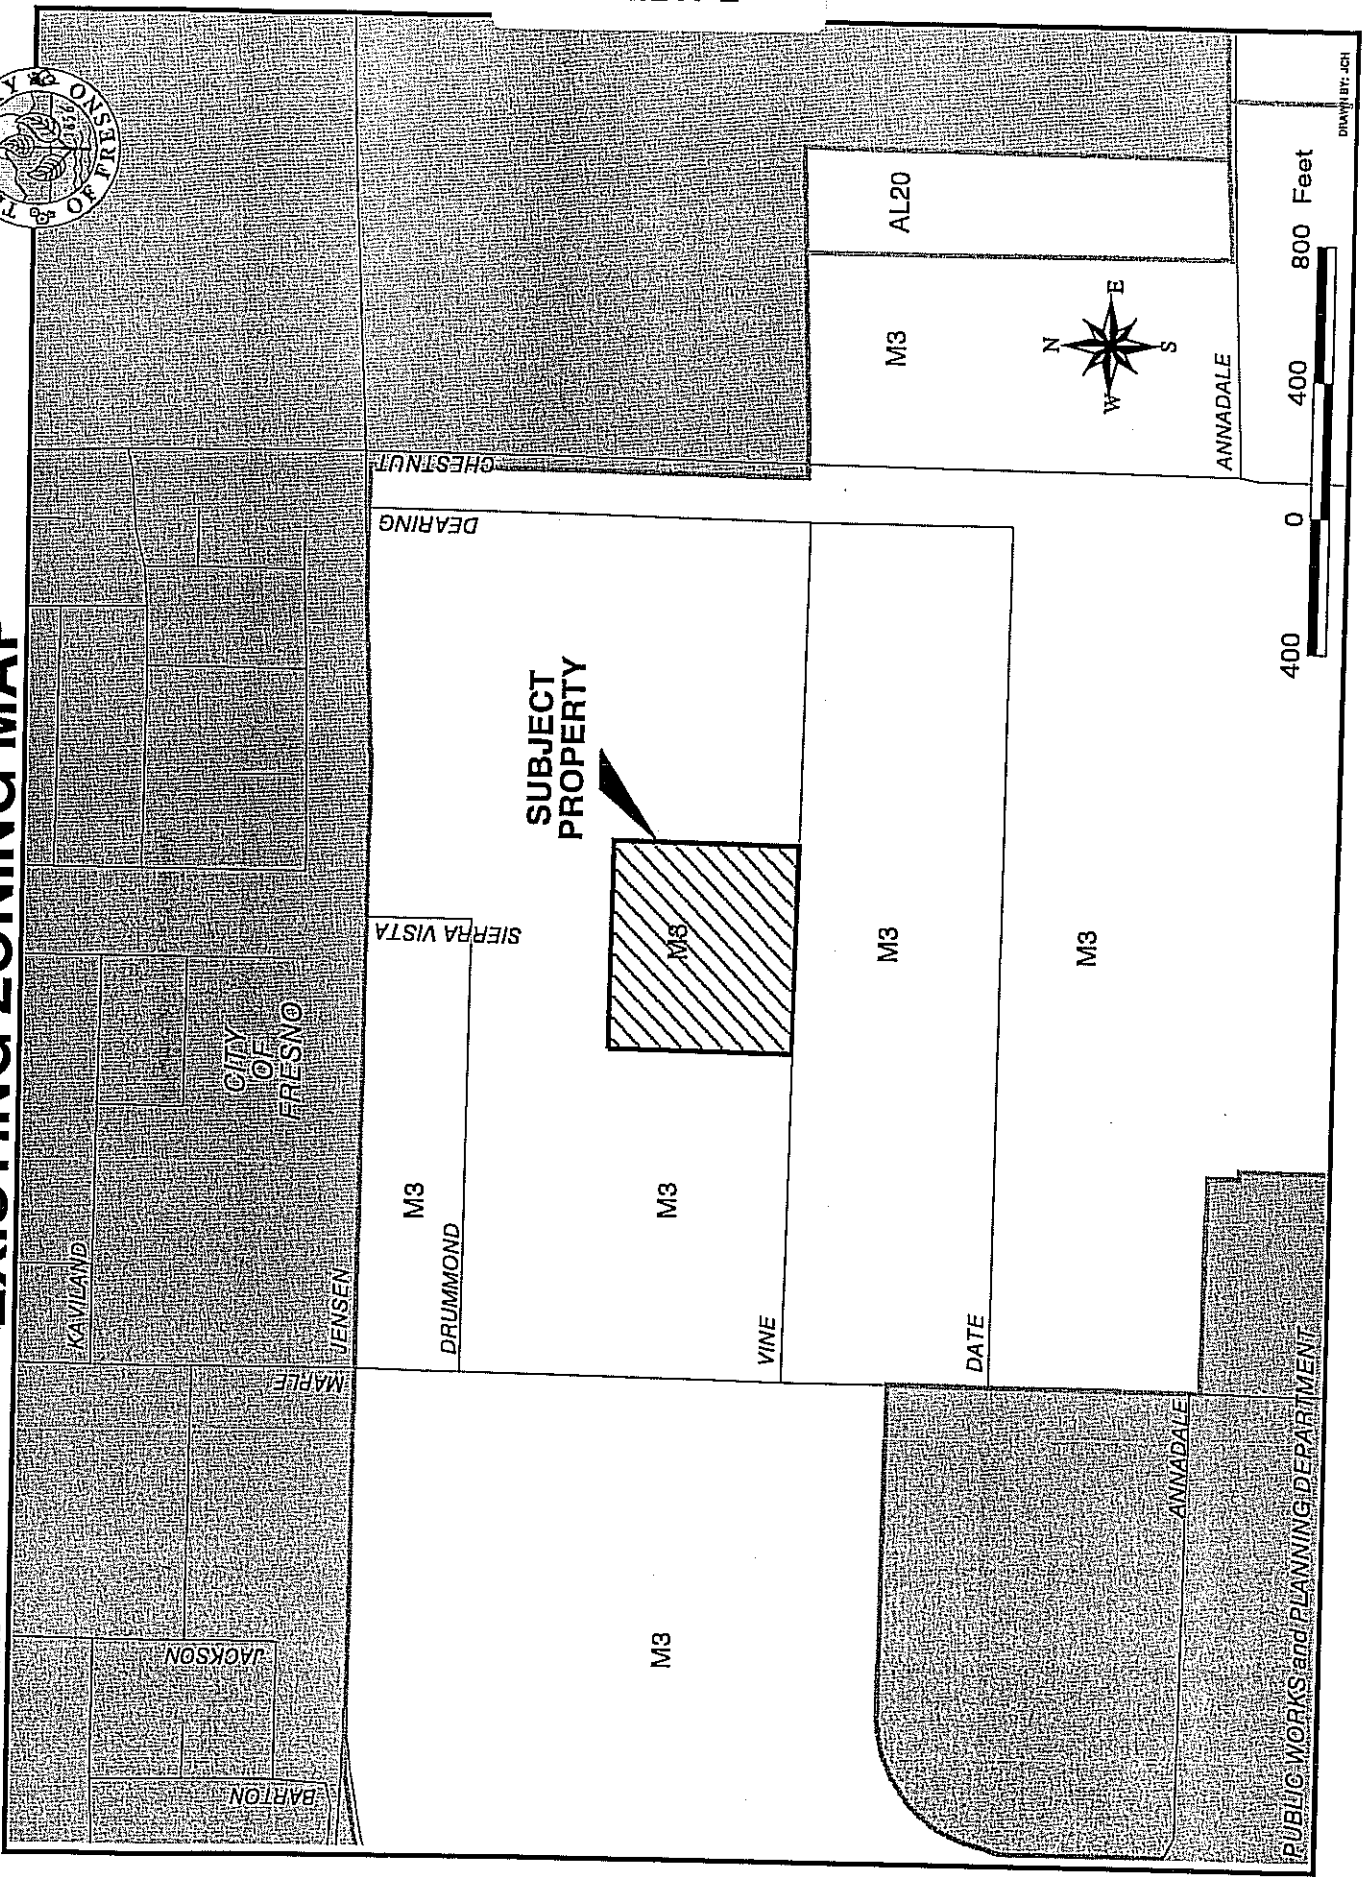 EXISTING ZONING MAP
OF FRESNO
1856
KAVILAND
CITY
OF
FRESNO
BARTON
JACKSON
MARLE
JENSEN
M3
DRUMMOND
SIERRA VISTA
DEARING
CHESTNUT
SUBJECT
PROPERTY
M3
M3
M3
VINE
M3
M3
AL20
DATE
M3
N
W
E
S
ANNADALE
ANNADALE
400
0
400
800 Feet
PUBLIC WORKS and PLANNING DEPARTMENT
DRAWN BY: JCH